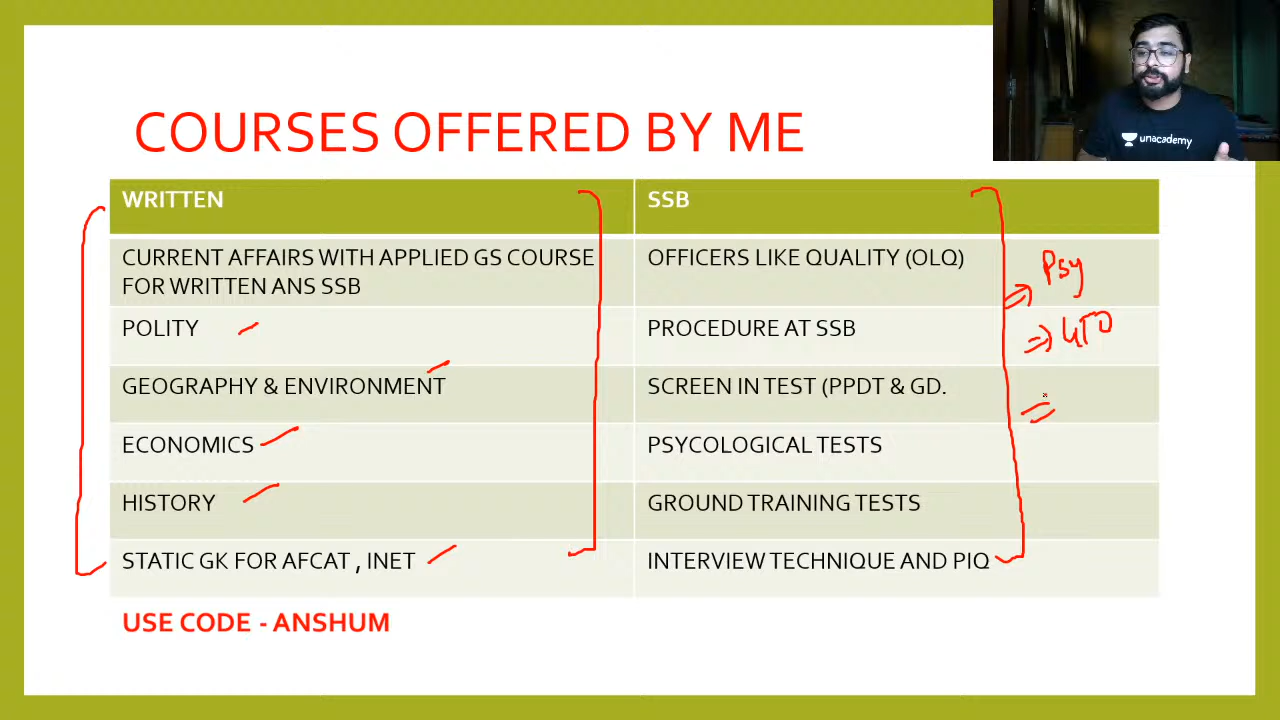 unacademy
COURSES OFFERED BY ME
WRITTEN
SSB
CURRENT AFFAIRS WITH APPLIED GS COURSE
FOR WRITTEN ANS SSB
OFFICERS LIKE QUALITY (OLQ)
Psy
POLITY
PROCEDURE AT SSB
GTO
GEOGRAPHY & ENVIRONMENT
SCREEN IN TEST (PPDT & GD.
ECONOMICS
PSYCOLOGICAL TESTS
HISTORY
GROUND TRAINING TESTS
STATIC GK FOR AFCAT , INET
INTERVIEW TECHNIQUE AND PIQ
USE CODE - ANSHUM